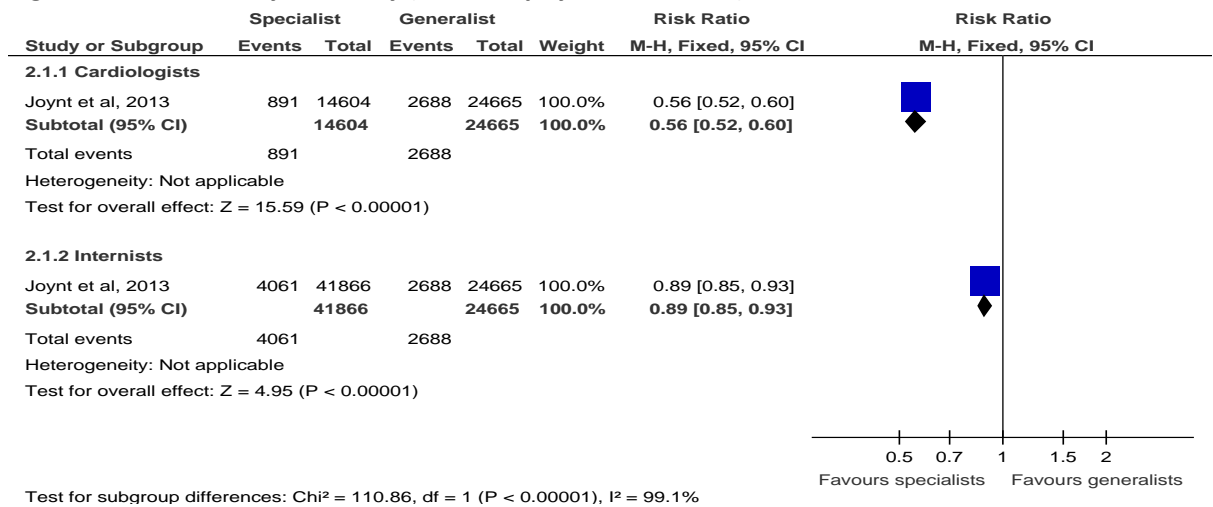 Specialist Generalist Risk Ratio Risk Ratio
Study or Subgroup Events Total Events Total Weight M-H, Fixed, 95% CI M-H, Fixed, 95% CI
2.1.1 Cardiologists
Joynt et al, 2013 891 14604 2688 24665 100.0% 0.56 [0.52, 0.60]
Subtotal (95% CI) 14604 24665 100.0% 0.56 [0.52, 0.60]
Total events 891 2688
Heterogeneity: Not applicable
Test for overall effect: Z = 15.59 (P < 0.00001)
2.1.2 Internists
Joynt et al, 2013 4061 41866 2688 24665 100.0% 0.89 [0.85, 0.93]
Subtotal (95% CI) 41866 24665 100.0% 0.89 [0.85, 0.93]
Total events 4061 2688
Heterogeneity: Not applicable
Test for overall effect: Z = 4.95 (P < 0.00001)
0.5 0.7 1 1.5 2
Favours specialists Favours generalists
Test for subgroup differences: Chi² = 110.86, df = 1 (P < 0.00001), I² = 99.1%